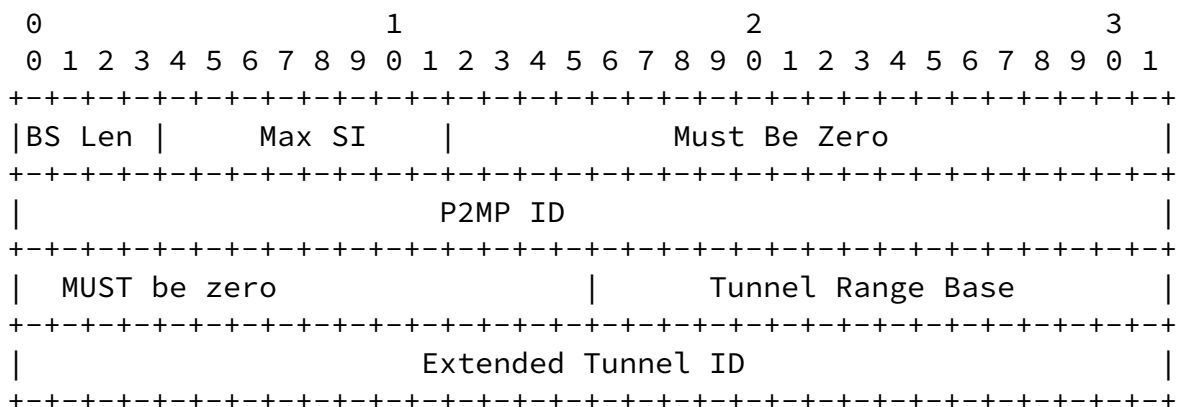 0                   1                   2                   3
 0 1 2 3 4 5 6 7 8 9 0 1 2 3 4 5 6 7 8 9 0 1 2 3 4 5 6 7 8 9 0 1
+-+-+-+-+-+-+-+-+-+-+-+-+-+-+-+-+-+-+-+-+-+-+-+-+-+-+-+-+-+-+-+-+
|BS Len |     Max SI    |            Must Be Zero               |
+-+-+-+-+-+-+-+-+-+-+-+-+-+-+-+-+-+-+-+-+-+-+-+-+-+-+-+-+-+-+-+-+
|                       P2MP ID                                 |
+-+-+-+-+-+-+-+-+-+-+-+-+-+-+-+-+-+-+-+-+-+-+-+-+-+-+-+-+-+-+-+-+
|  MUST be zero                 |      Tunnel Range Base        |
+-+-+-+-+-+-+-+-+-+-+-+-+-+-+-+-+-+-+-+-+-+-+-+-+-+-+-+-+-+-+-+-+
|                      Extended Tunnel ID                       |
+-+-+-+-+-+-+-+-+-+-+-+-+-+-+-+-+-+-+-+-+-+-+-+-+-+-+-+-+-+-+-+-+